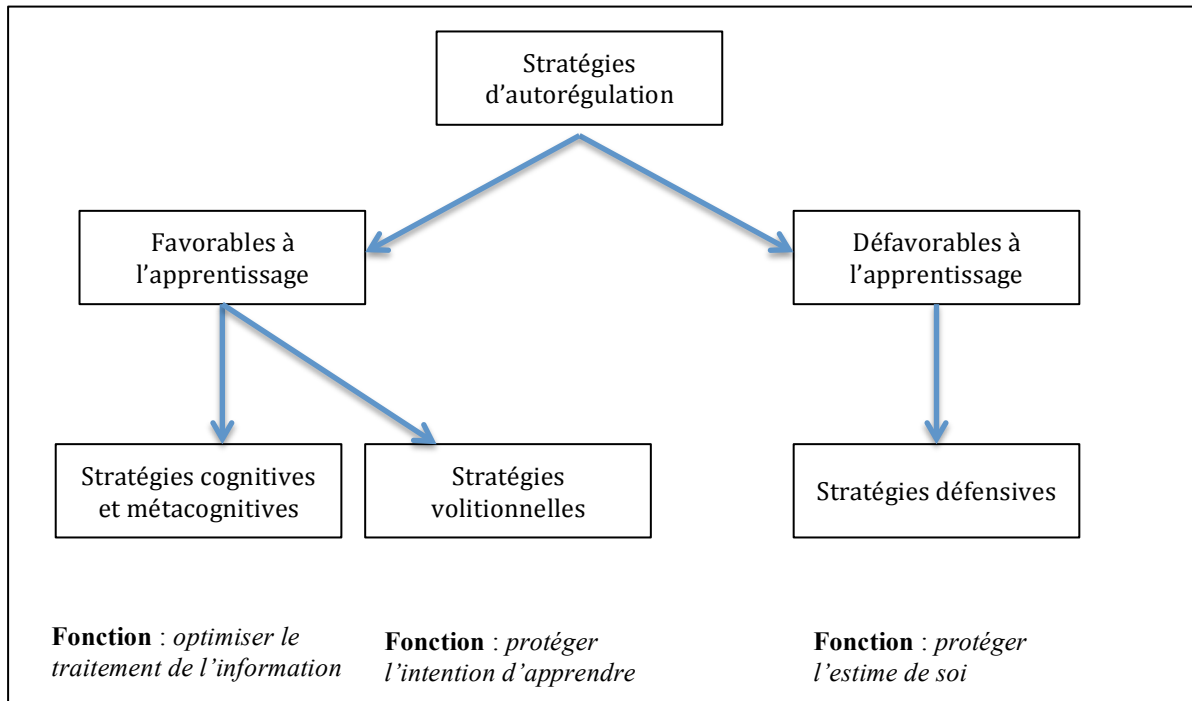 Stratégies
d’autorégulation
Favorables à
l’apprentissage
Défavorables à
l’apprentissage
Stratégies cognitives
et métacognitives
Stratégies
volitionnelles
Stratégies défensives
Fonction : optimiser le
traitement de l’information
Fonction : protéger
l’intention d’apprendre
Fonction : protéger
l’estime de soi